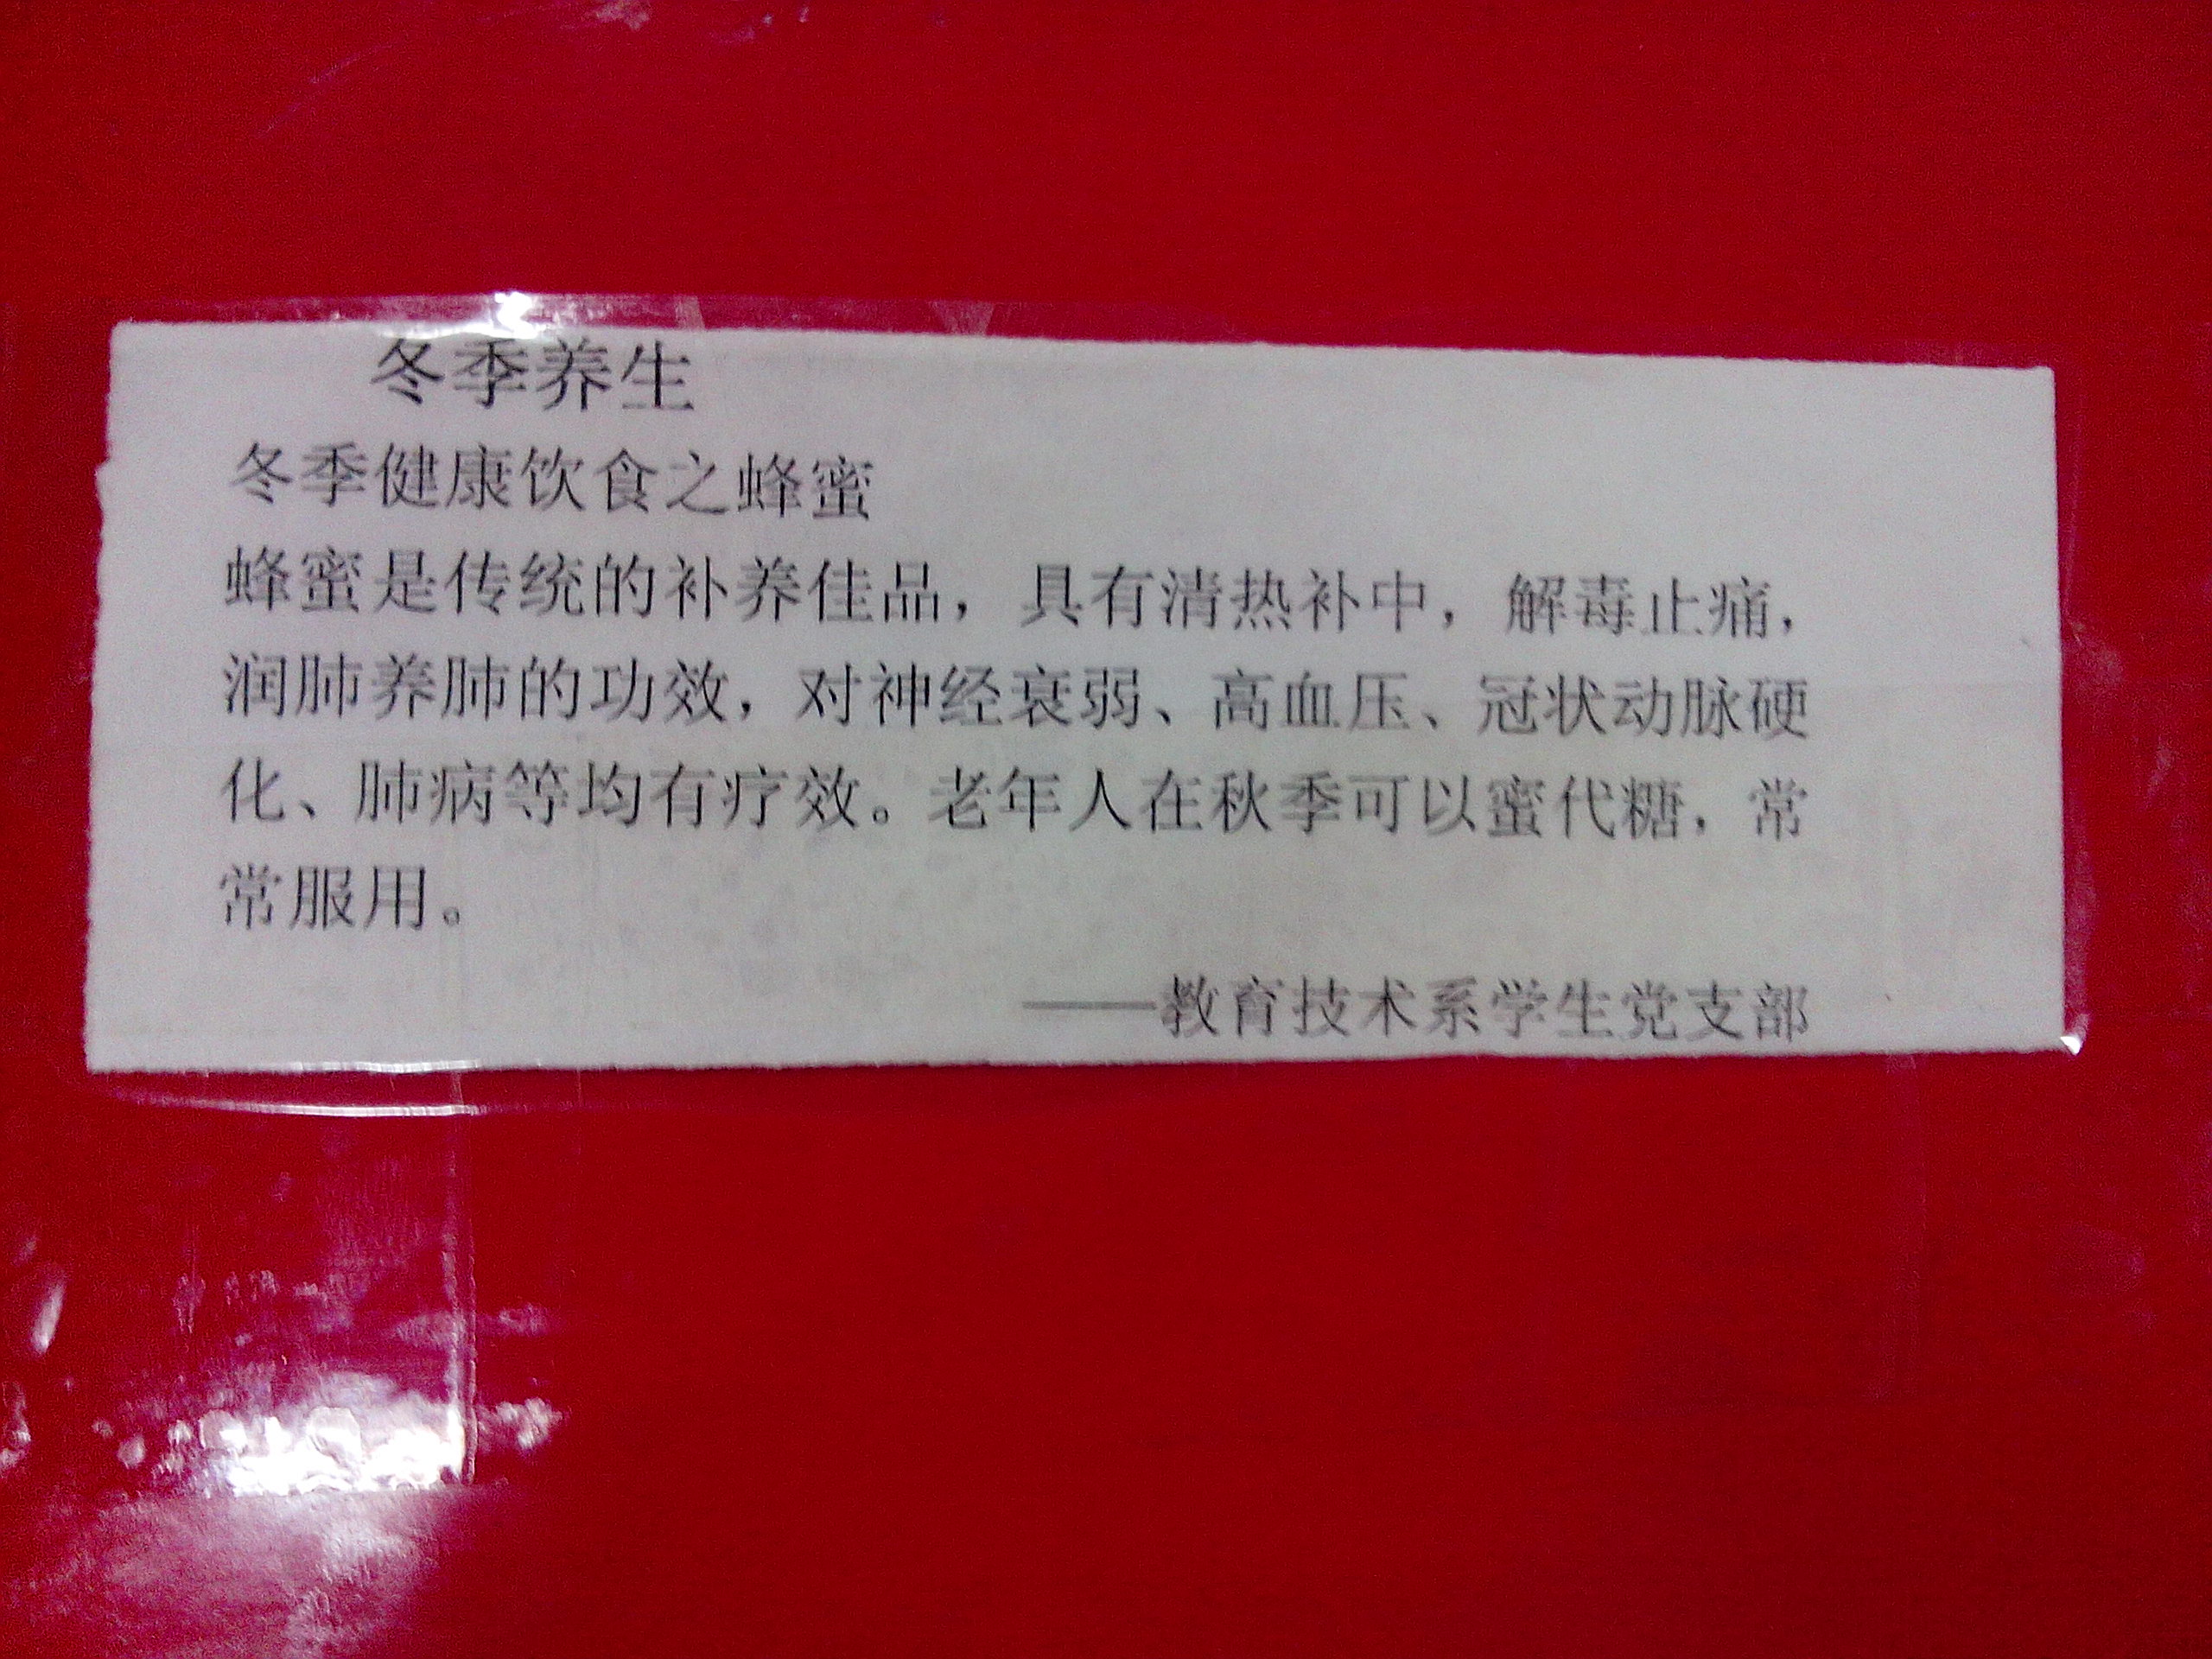 冬季养生
冬季健康饮食之蜂蜜
蜂蜜是传统的补养佳品，具有清热补中，解毒止痛，
润肺养肺的功效，对神经衰弱、高血压、冠状动脉硬
化、肺病等均有疗效。老年人在秋季可以蜜代糖，常
常服用。
——教育技术系学生党支部